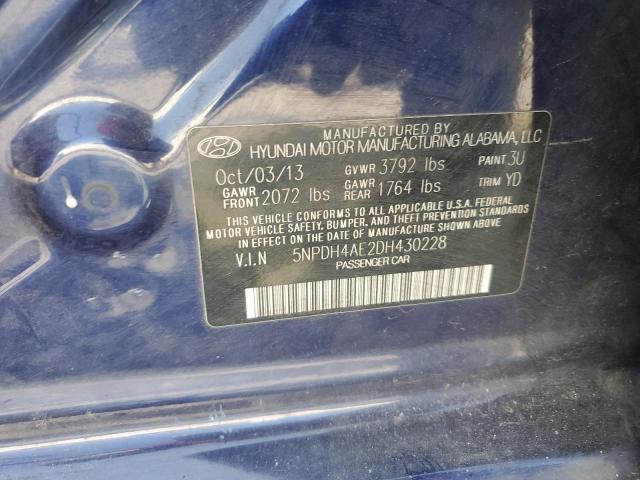 MANUFACTURED BY
HYUNDAI MOTOR MANUFACTURING ALABAMA, LLC
Oct/03/13 GVWR 3792 lbs PAINT 3U
GAWR FRONT 2072 lbs GAWR REAR 1764 lbs TRIM YD
THIS VEHICLE CONFORMS TO ALL APPLICABLE FEDERAL
MOTOR VEHICLE SAFETY, BUMPER, AND THEFT STANDARDS
IN EFFECT ON THE DATE OF MANUFACTURE SHOWN ABOVE.
V.I.N 5NPDH4AE2DH430228
PASSENGER CAR